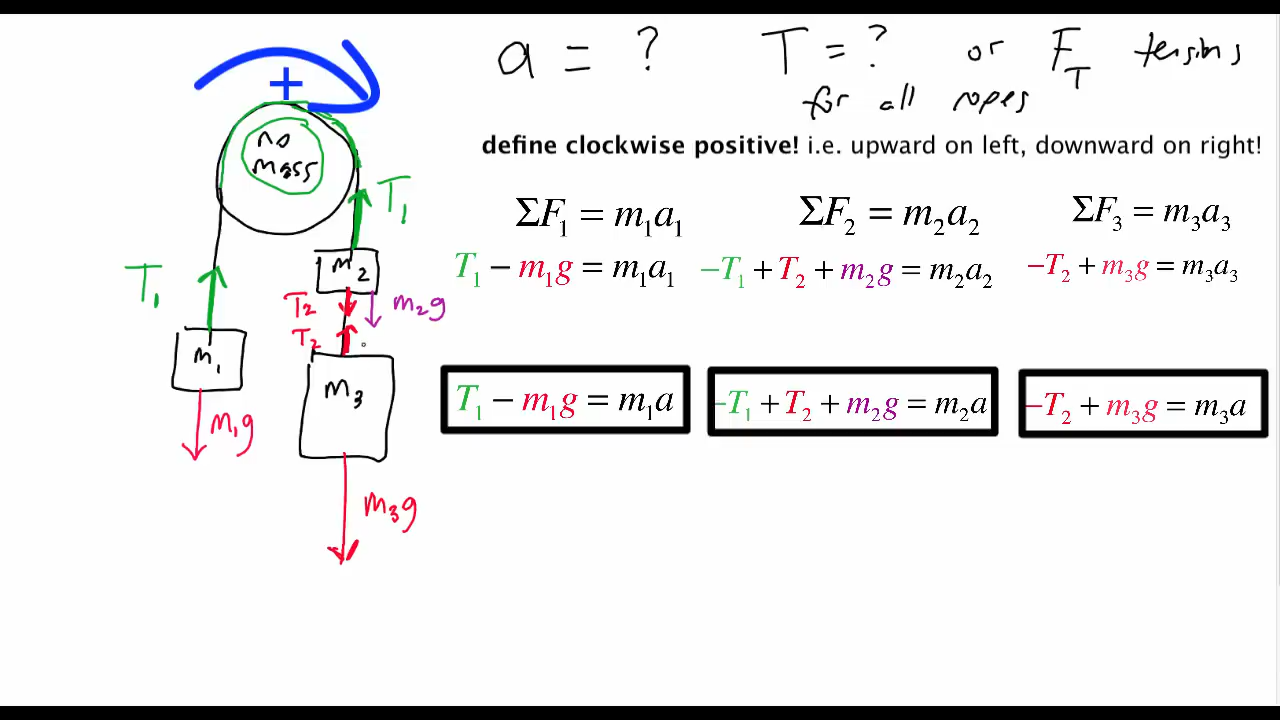 a = ? T = ? or F_T tensions
for all ropes
define clockwise positive! i.e. upward on left, downward on right!
+
no
mass
T₁
T₁
m₂
T₂
m₂g
T₂
m₁
m₃
m₁g
m₃g
ΣF₁ = m₁a₁
ΣF₂ = m₂a₂
ΣF₃ = m₃a₃
T₁ − m₁g = m₁a₁
−T₁ + T₂ + m₂g = m₂a₂
−T₂ + m₃g = m₃a₃
T₁ − m₁g = m₁a
−T₁ + T₂ + m₂g = m₂a
−T₂ + m₃g = m₃a